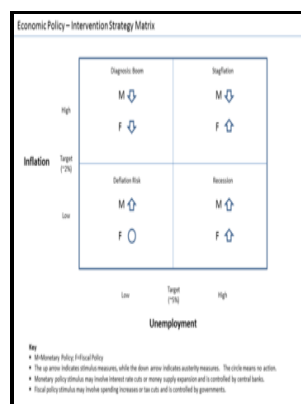 Economic Policy – Intervention Strategy Matrix
Diagnosis: Boom
Stagflation
M
M
High
F
F
Inflation
Target
(~2%)
Deflation Risk
Recession
M
M
Low
F
F
Low
Target
(~5%)
High
Unemployment
Key
M=Monetary Policy; F=Fiscal Policy
The up arrow indicates stimulus measures, while the down arrow indicates austerity measures. The circle means no action.
Monetary policy stimulus may involve interest rate cuts or money supply expansion and is controlled by central banks.
Fiscal policy stimulus may involve spending increases or tax cuts and is controlled by governments.